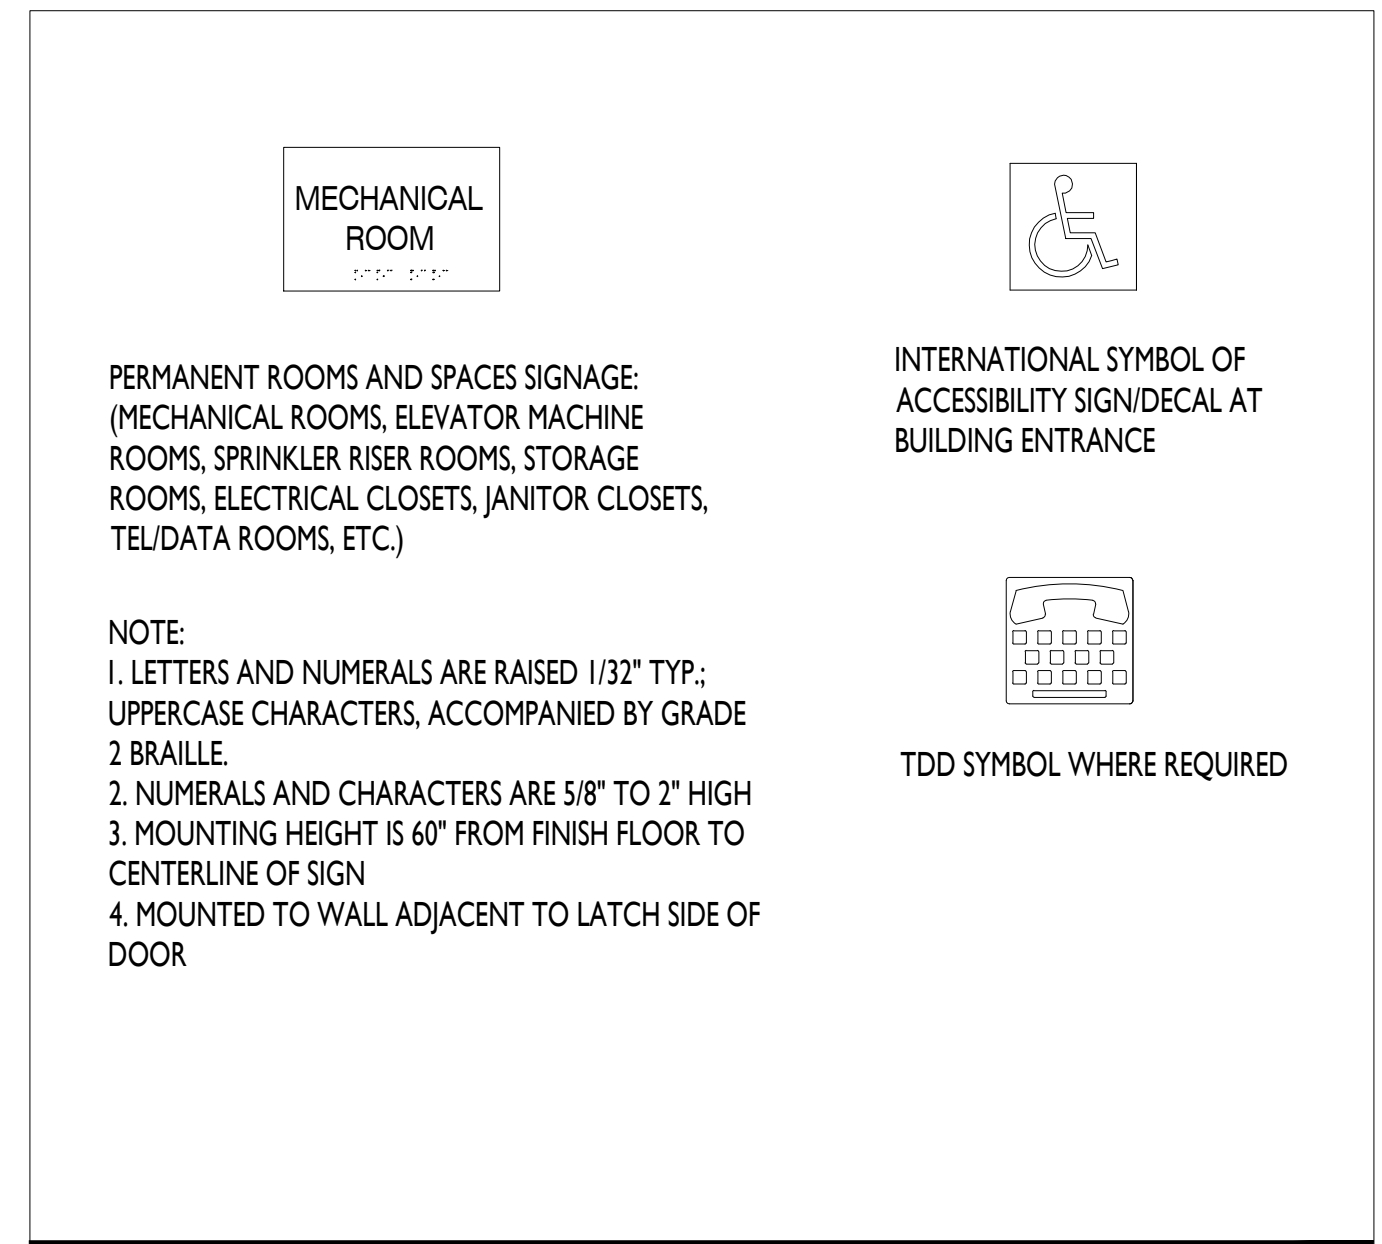 MECHANICAL
ROOM
PERMANENT ROOMS AND SPACES SIGNAGE:
(MECHANICAL ROOMS, ELEVATOR MACHINE
ROOMS, SPRINKLER RISER ROOMS, STORAGE
ROOMS, ELECTRICAL CLOSETS, JANITOR CLOSETS,
TEL/DATA ROOMS, ETC.)
NOTE:
1. LETTERS AND NUMERALS ARE RAISED 1/32" TYP.;
UPPERCASE CHARACTERS, ACCOMPANIED BY GRADE
2 BRAILLE.
2. NUMERALS AND CHARACTERS ARE 5/8" TO 2" HIGH
3. MOUNTING HEIGHT IS 60" FROM FINISH FLOOR TO
CENTERLINE OF SIGN
4. MOUNTED TO WALL ADJACENT TO LATCH SIDE OF
DOOR
INTERNATIONAL SYMBOL OF
ACCESSIBILITY SIGN/DECAL AT
BUILDING ENTRANCE
TDD SYMBOL WHERE REQUIRED